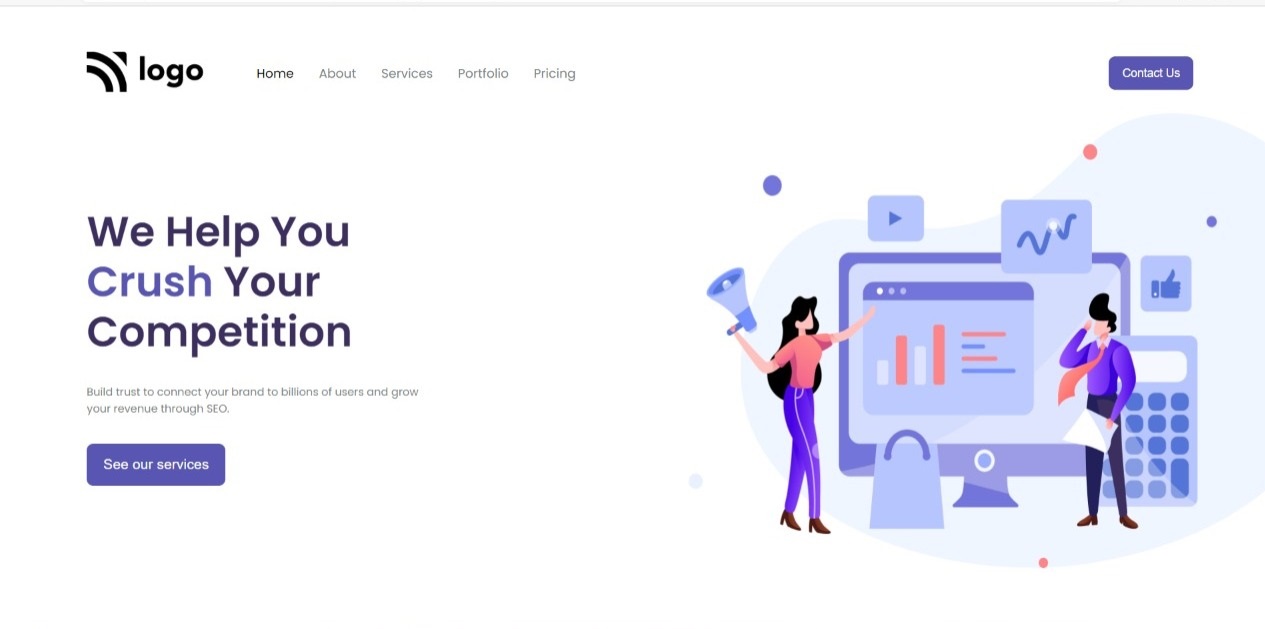 logo
Home About Services Portfolio Pricing
Contact Us
We Help You
Crush Your
Competition
Build trust to connect your brand to billions of users and grow
your revenue through SEO.
See our services